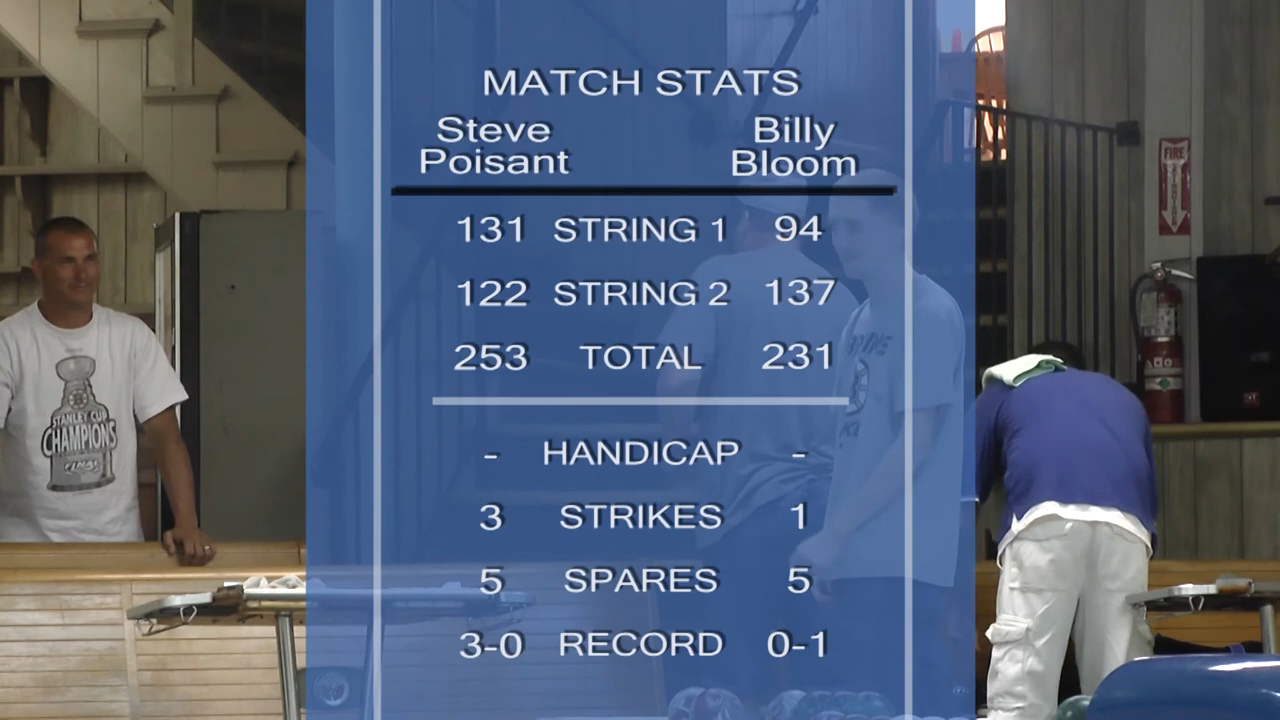 MATCH STATS
Steve Poisant
Billy Bloom
131 STRING 1 94
122 STRING 2 137
253 TOTAL 231
- HANDICAP -
3 STRIKES 1
5 SPARES 5
3-0 RECORD 0-1
STANLEY CUP
CHAMPIONS
FINAL
FIRE